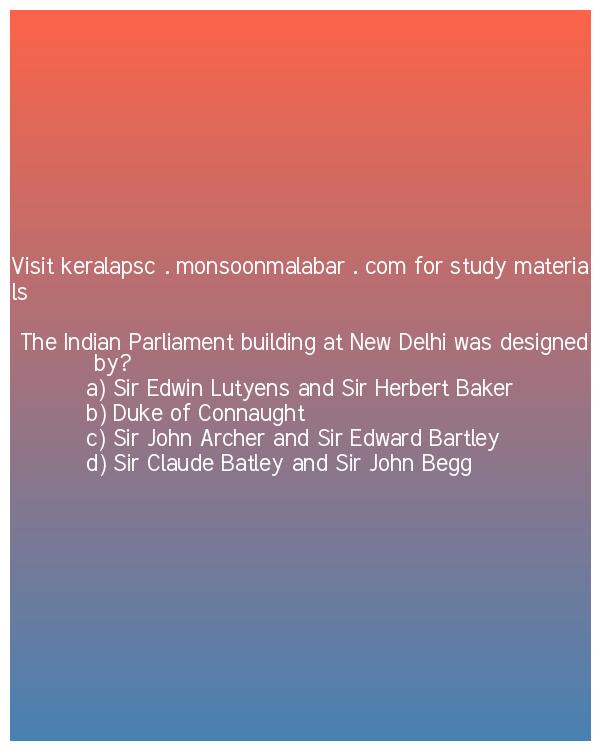 Visit keralapsc . monsoonmalabar . com for study materia
ls
The Indian Parliament building at New Delhi was designed
by?
a) Sir Edwin Lutyens and Sir Herbert Baker
b) Duke of Connaught
c) Sir John Archer and Sir Edward Bartley
d) Sir Claude Batley and Sir John Begg